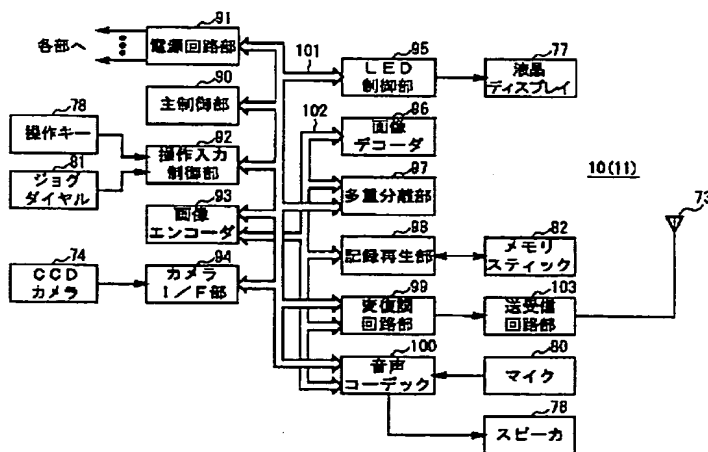 91
各部へ
電源回路部
101
95
LED
制御部
77
液晶
ディスプレイ
90
主制御部
102
96
画像
デコーダ
78
操作キー
92
操作入力
制御部
81
ジョグ
ダイヤル
97
多重分離部
10(11)
73
93
画像
エンコーダ
98
記録再生部
82
メモリ
スティック
74
CCD
カメラ
94
カメラ
I/F部
99
変復調
回路部
103
送受信
回路部
100
音声
コーデック
80
マイク
78
スピーカ